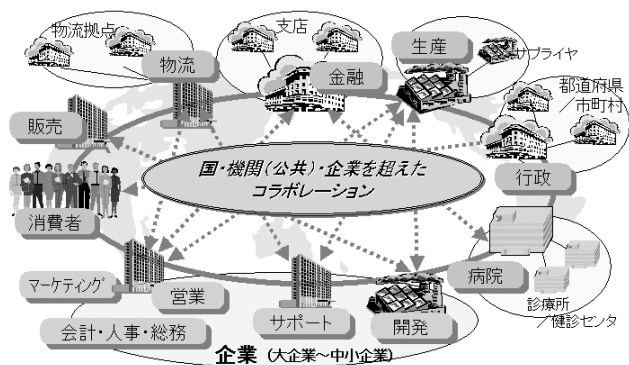 物流拠点
支店
生産
サプライヤ
物流
金融
都道府県
／市町村
販売
国・機関(公共)・企業を超えた
コラボレーション
行政
消費者
病院
マーケティング
営業
診療所
／健診センタ
会計・人事・総務
サポート
開発
企業 (大企業～中小企業)